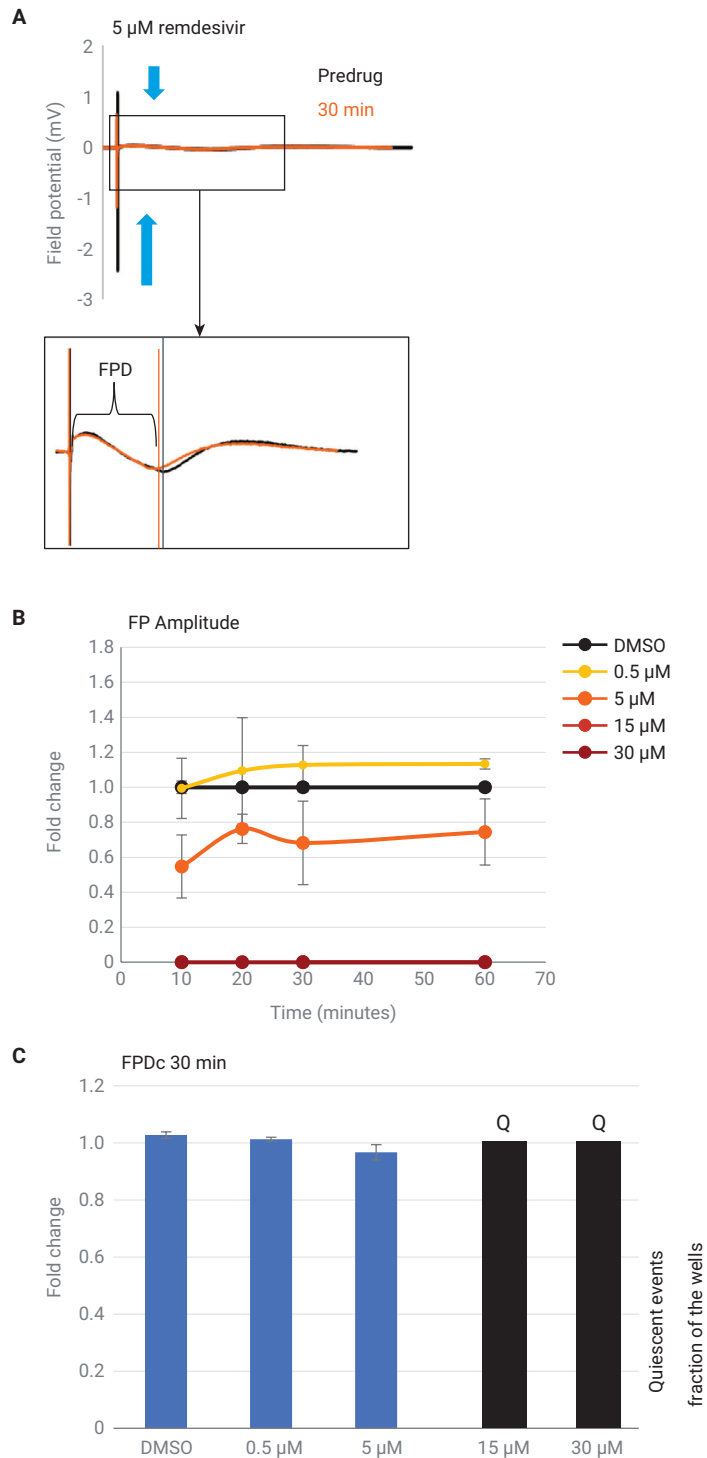 A
5 µM remdesivir
2
1
0
-1
-2
-3
Field potential (mV)
Predrug
30 min
FPD
B
FP Amplitude
1.8
1.6
1.4
1.2
1.0
0.8
0.6
0.4
0.2
0
Fold change
0 10 20 30 40 50 60 70
Time (minutes)
DMSO
0.5 µM
5 µM
15 µM
30 µM
C
FPDc 30 min
1.2
1.0
0.8
0.6
0.4
0.2
0
Fold change
Q Q
DMSO 0.5 µM 5 µM 15 µM 30 µM
Quiescent events
fraction of the wells